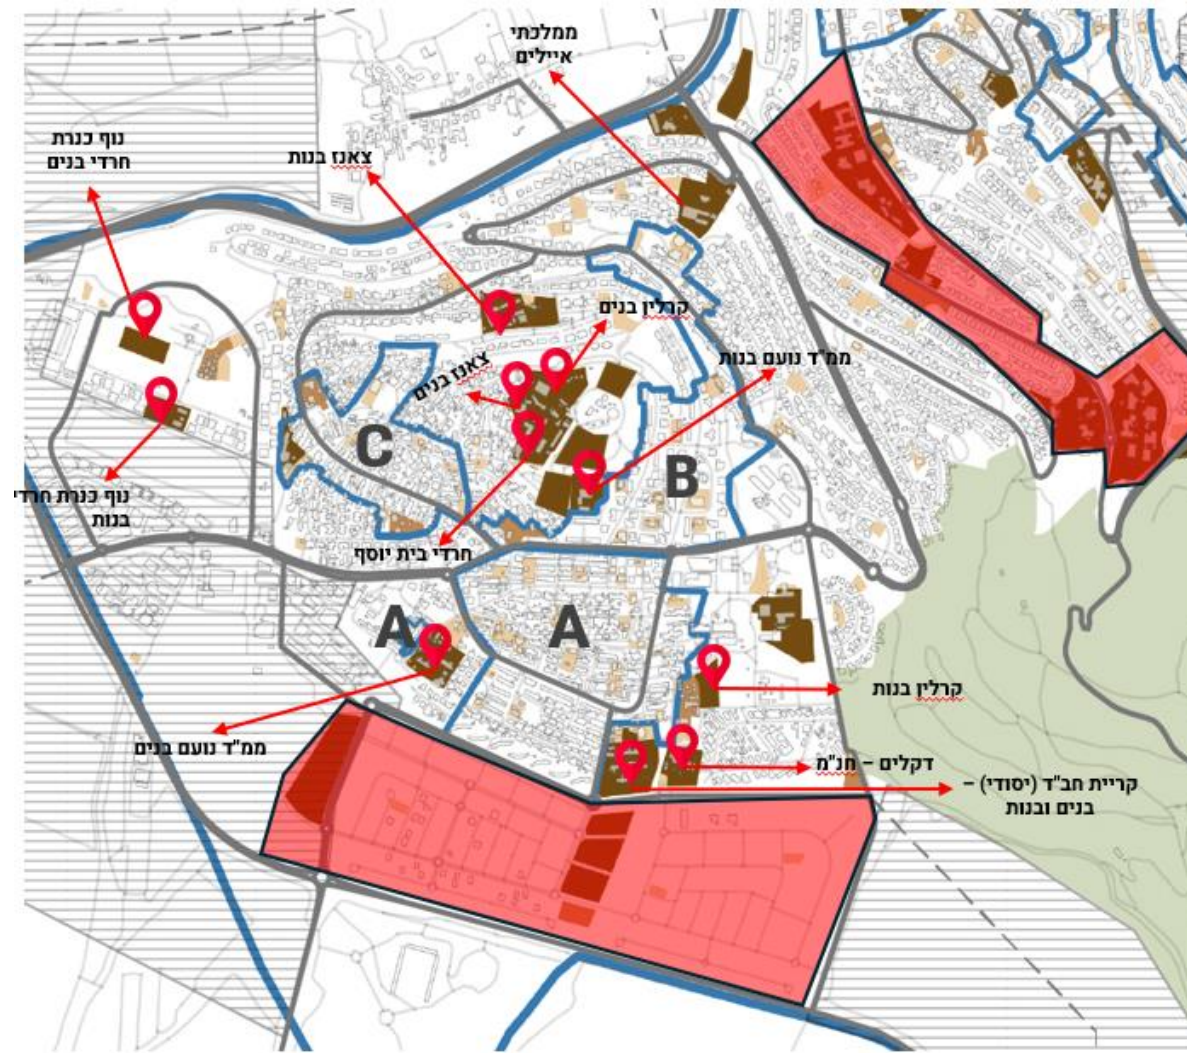 ממלכתי
איילים
נוף כנרת
חרדי בנים
צאנז בנות
קרלין בנים
ממ"ד נועם בנות
צאנז בנים
C
B
נוף כנרת חרדי
בנות
חרדי בית יוסף
A
A
קרלין בנות
ממ"ד נועם בנים
דקלים – חנ"מ
קריית חב"ד (יסודי) –
בנים ובנות